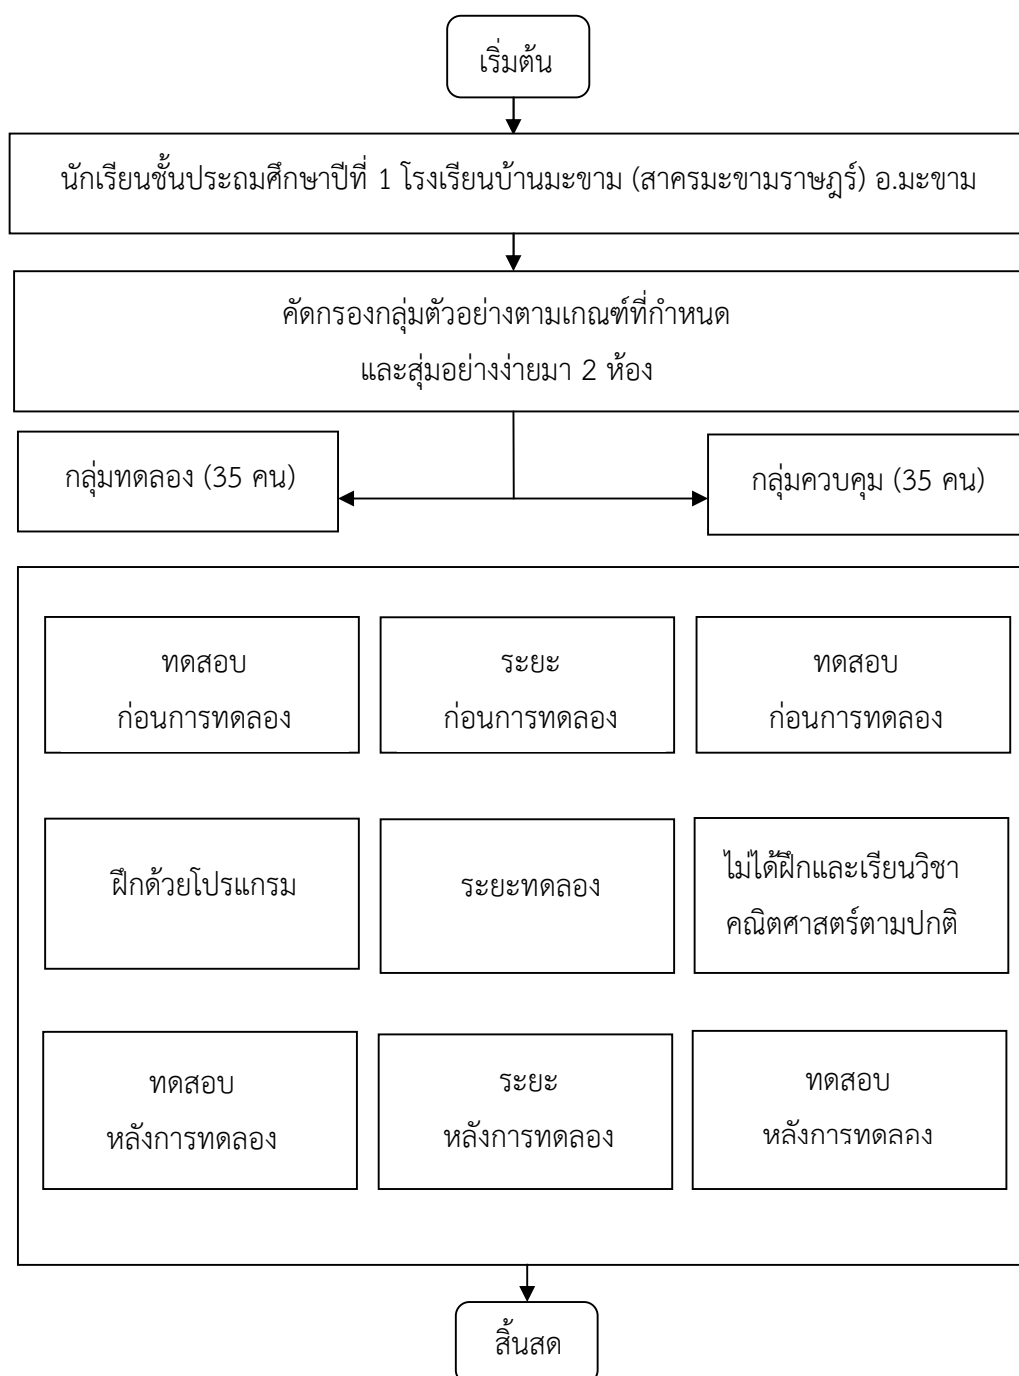 เริ่มต้น
นักเรียนชั้นประถมศึกษาปีที่ 1 โรงเรียนบ้านมะขาม (สาครมะขามราษฎร์) อ.มะขาม
คัดกรองกลุ่มตัวอย่างตามเกณฑ์ที่กำหนด
และสุ่มอย่างง่ายมา 2 ห้อง
กลุ่มทดลอง (35 คน)
กลุ่มควบคุม (35 คน)
ทดสอบ
ก่อนการทดลอง
ระยะ
ก่อนการทดลอง
ทดสอบ
ก่อนการทดลอง
ฝึกด้วยโปรแกรม
ระยะทดลอง
ไม่ได้ฝึกและเรียนวิชา
คณิตศาสตร์ตามปกติ
ทดสอบ
หลังการทดลอง
ระยะ
หลังการทดลอง
ทดสอบ
หลังการทดลอง
สิ้นสด